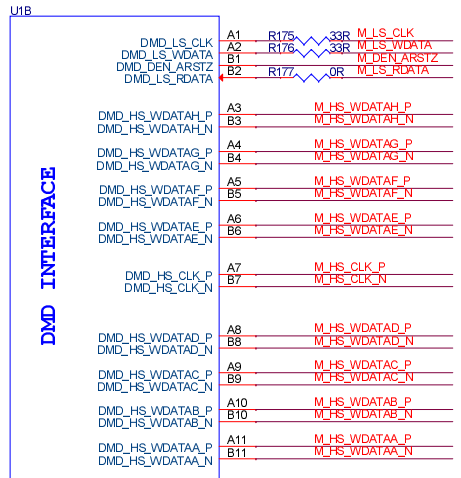 U1B
DMD INTERFACE
DMD_LS_CLK A1 R175 33R M_LS_CLK
DMD_LS_WDATA A2 R176 33R M_LS_WDATA
DMD_DEN_ARSTZ B1 M_DEN_ARSTZ
DMD_LS_RDATA B2 R177 0R M_LS_RDATA
DMD_HS_WDATAH_P A3 M_HS_WDATAH_P
DMD_HS_WDATAH_N B3 M_HS_WDATAH_N
DMD_HS_WDATAG_P A4 M_HS_WDATAG_P
DMD_HS_WDATAG_N B4 M_HS_WDATAG_N
DMD_HS_WDATAF_P A5 M_HS_WDATAF_P
DMD_HS_WDATAF_N B5 M_HS_WDATAF_N
DMD_HS_WDATAE_P A6 M_HS_WDATAE_P
DMD_HS_WDATAE_N B6 M_HS_WDATAE_N
DMD_HS_CLK_P A7 M_HS_CLK_P
DMD_HS_CLK_N B7 M_HS_CLK_N
DMD_HS_WDATAD_P A8 M_HS_WDATAD_P
DMD_HS_WDATAD_N B8 M_HS_WDATAD_N
DMD_HS_WDATAC_P A9 M_HS_WDATAC_P
DMD_HS_WDATAC_N B9 M_HS_WDATAC_N
DMD_HS_WDATAB_P A10 M_HS_WDATAB_P
DMD_HS_WDATAB_N B10 M_HS_WDATAB_N
DMD_HS_WDATAA_P A11 M_HS_WDATAA_P
DMD_HS_WDATAA_N B11 M_HS_WDATAA_N